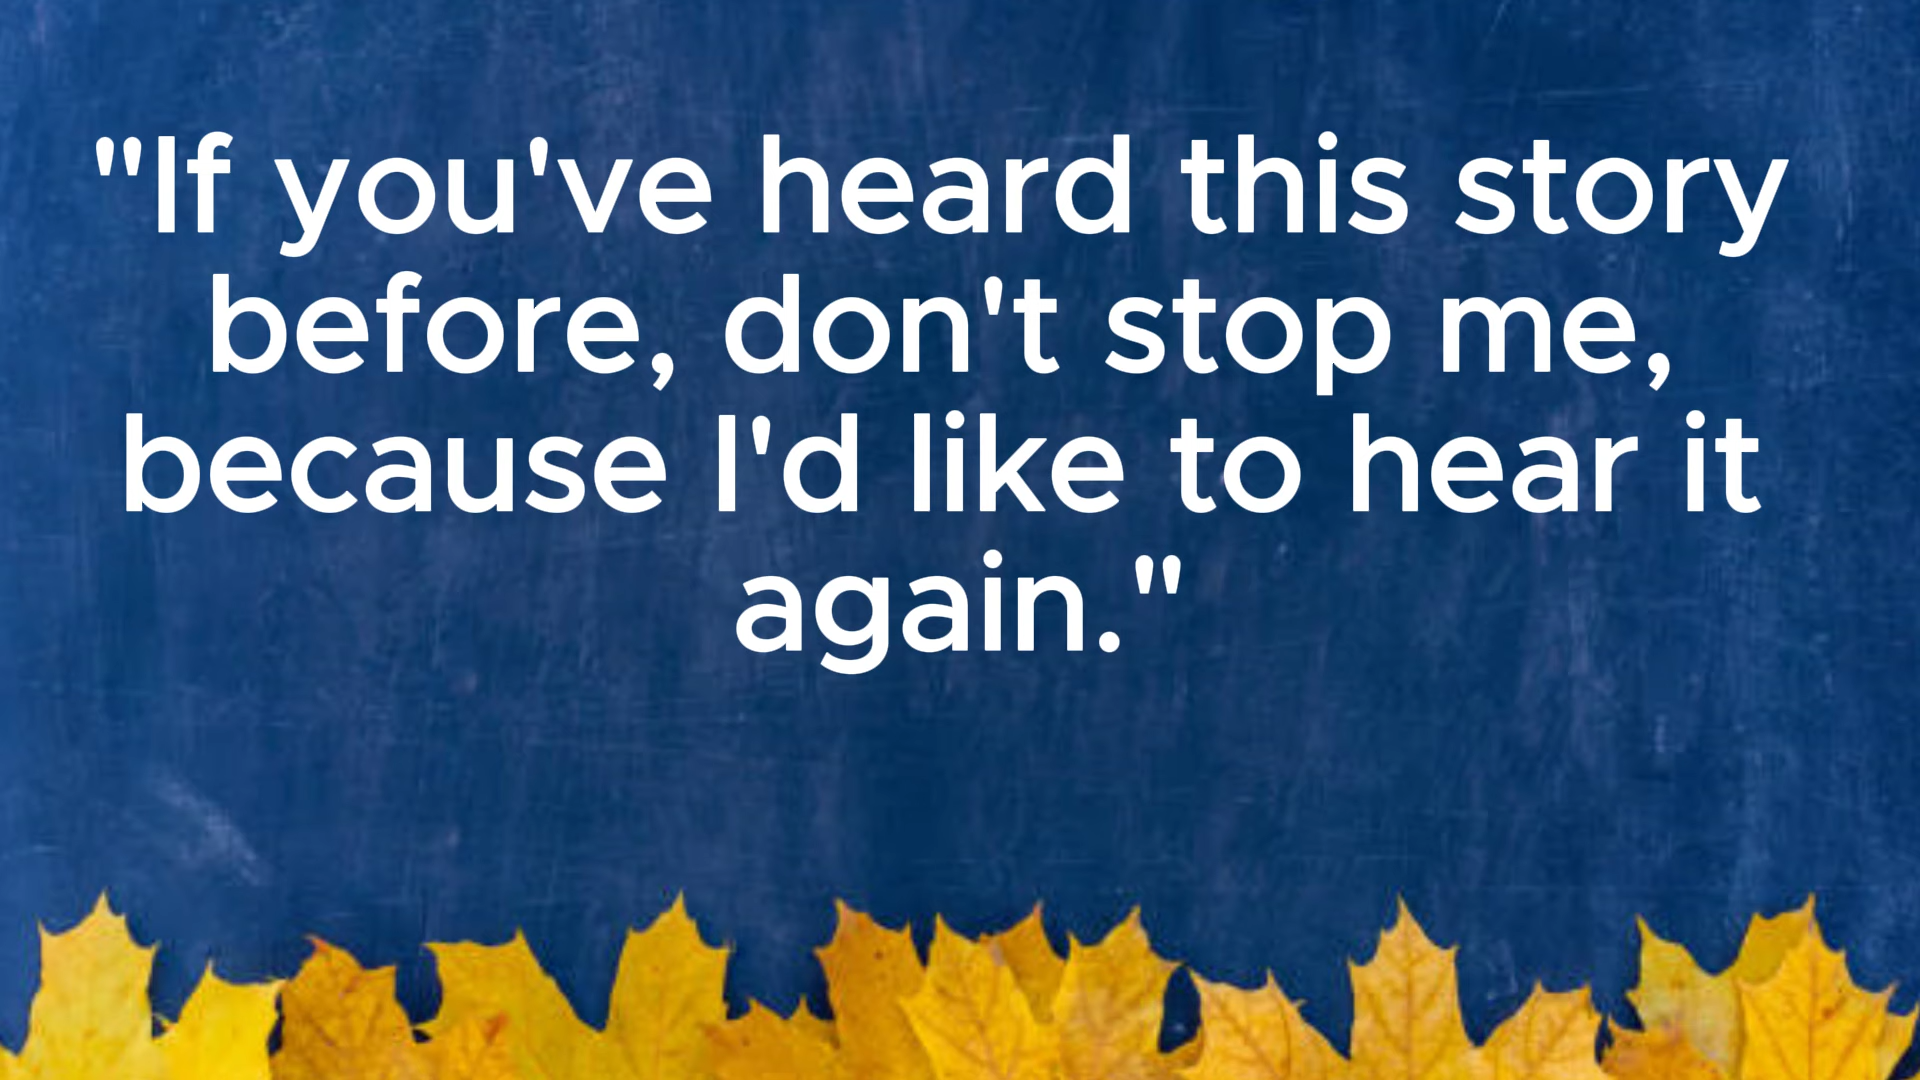 "If you've heard this story
before, don't stop me,
because I'd like to hear it
again."